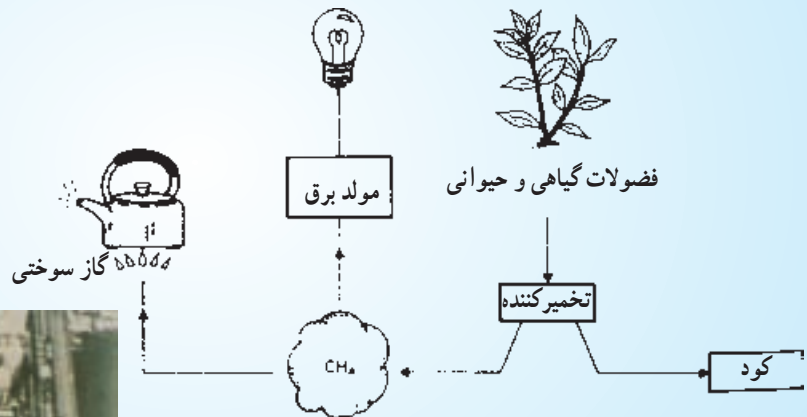 مولد برق
فضولات گیاهی و حیوانی
گاز سوختی
تخمیرکننده
CH₄
کود